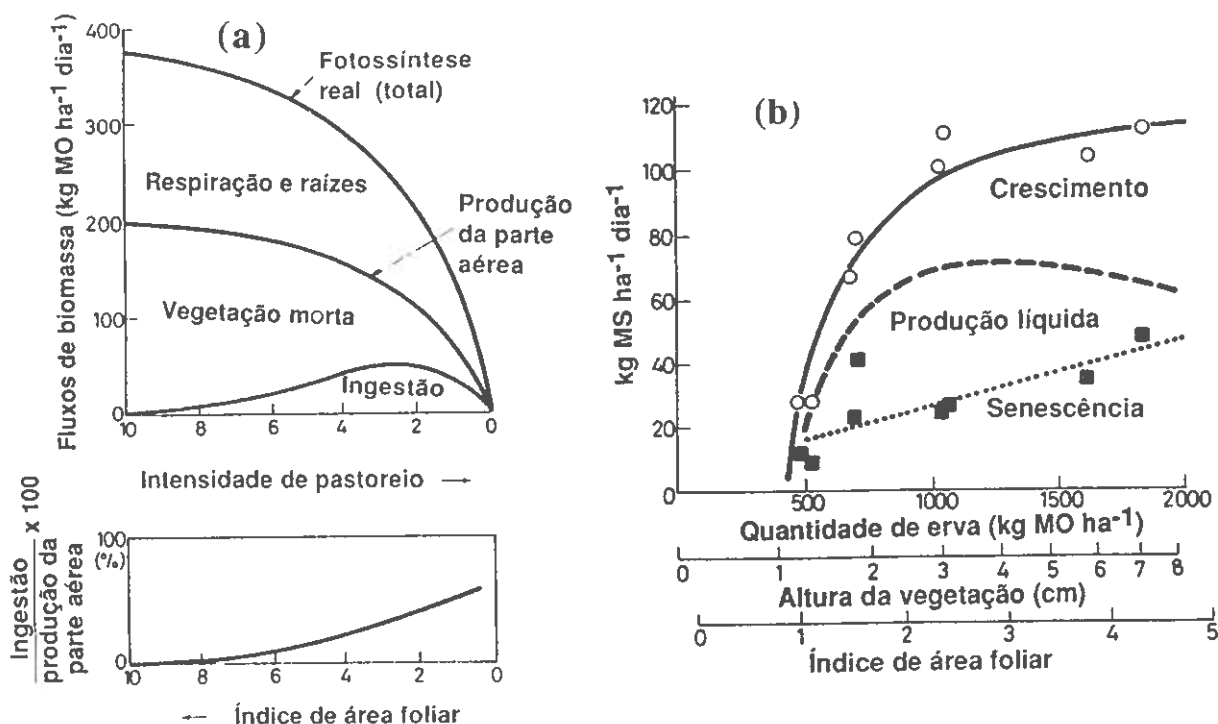 (a)
Fluxos de biomassa (kg MO ha⁻¹ dia⁻¹)
400
300
200
100
0
Fotossíntese
real (total)
Respiração e raízes
Produção
da parte
aérea
Vegetação morta
Ingestão
10 8 6 4 2 0
Intensidade de pastoreio →
Ingestão
produção da
parte aérea
x 100
100
(%)
0
10 8 6 4 2 0
← Índice de área foliar
(b)
kg MS ha⁻¹ dia⁻¹
120
100
80
60
40
20
0
Crescimento
Produção líquida
Senescência
500 1000 1500 2000
Quantidade de erva (kg MO ha⁻¹)
0 1 2 3 4 5 6 7 8
Altura da vegetação (cm)
0 1 2 3 4 5
Índice de área foliar